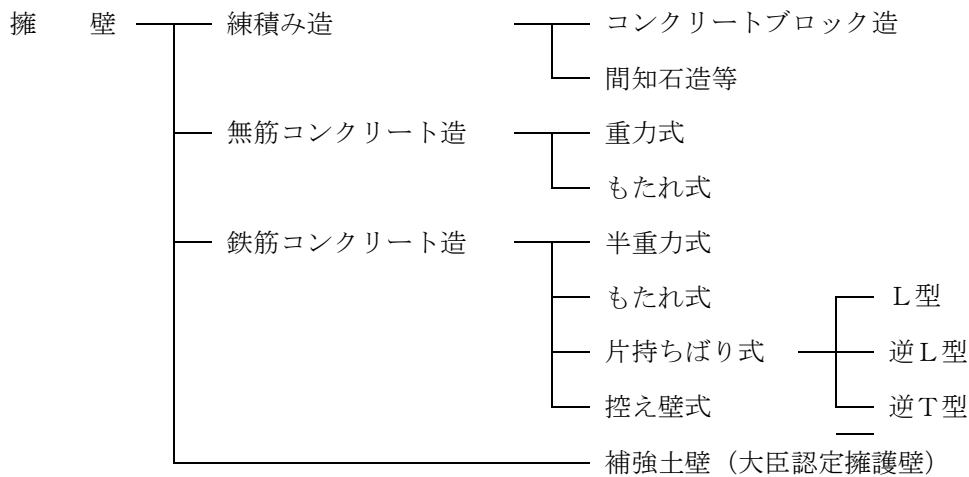 擁　　壁　練積み造　コンクリートブロック造
間知石造等
無筋コンクリート造　重力式
もたれ式
鉄筋コンクリート造　半重力式
もたれ式　Ｌ型
片持ちばり式　逆Ｌ型
控え壁式　逆Ｔ型
補強土壁（大臣認定擁護壁）